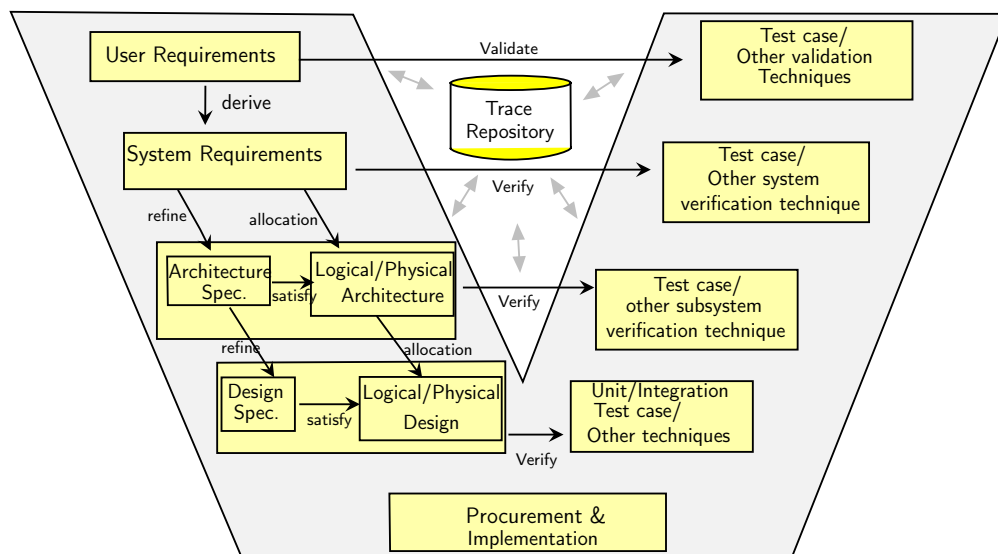 User Requirements
Validate
Test case/
Other validation
Techniques
derive
Trace
Repository
System Requirements
Verify
Test case/
Other system
verification technique
refine
allocation
Architecture
Spec.
satisfy
Logical/Physical
Architecture
Verify
Test case/
other subsystem
verification technique
refine
allocation
Design
Spec.
satisfy
Logical/Physical
Design
Verify
Unit/Integration
Test case/
Other techniques
Procurement &
Implementation